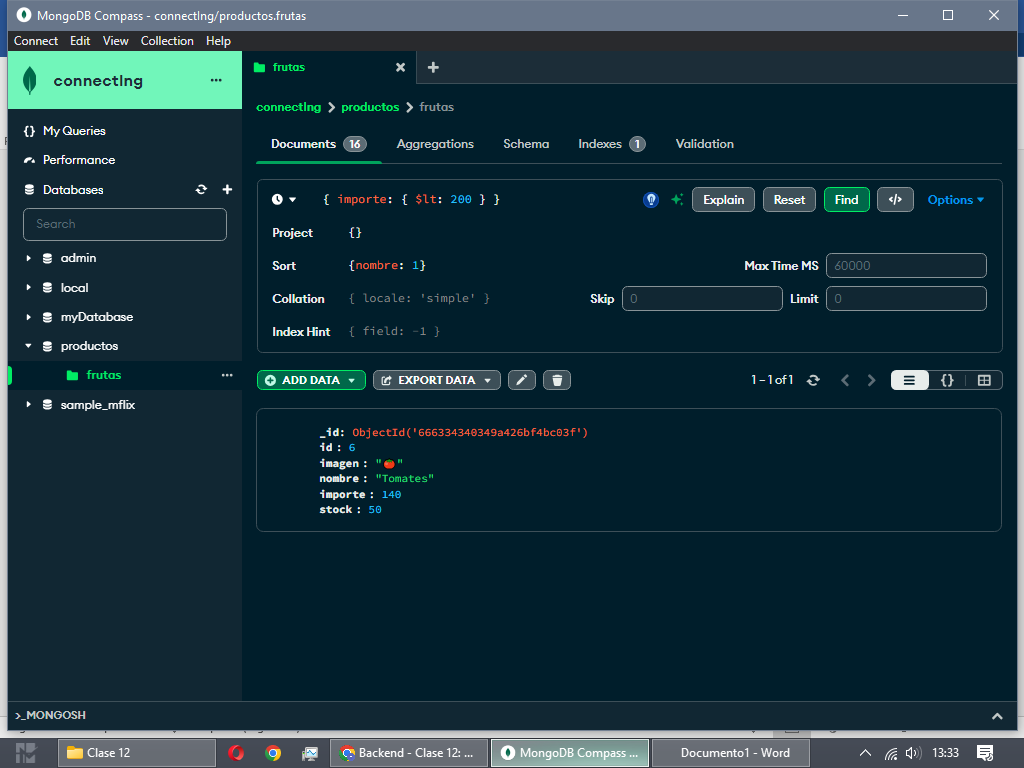 MongoDB Compass - connectIng/productos.frutas
Connect Edit View Collection Help
connectIng
My Queries
Performance
Databases
Search
admin
local
myDatabase
productos
frutas
sample_mflix
frutas
connectIng > productos > frutas
Documents 16 Aggregations Schema Indexes 1 Validation
{ importe: { $lt: 200 } }
Explain Reset Find </> Options
Project {}
Sort {nombre: 1} Max Time MS 60000
Collation { locale: 'simple' } Skip 0 Limit 0
Index Hint { field: -1 }
ADD DATA EXPORT DATA 1 – 1 of 1 {}
_id: ObjectId('666334340349a426bf4bc03f')
id : 6
imagen : "🍅"
nombre : "Tomates"
importe : 140
stock : 50
>_MONGOSH
Clase 12 Backend - Clase 12: ... MongoDB Compass ... Documento1 - Word 13:33